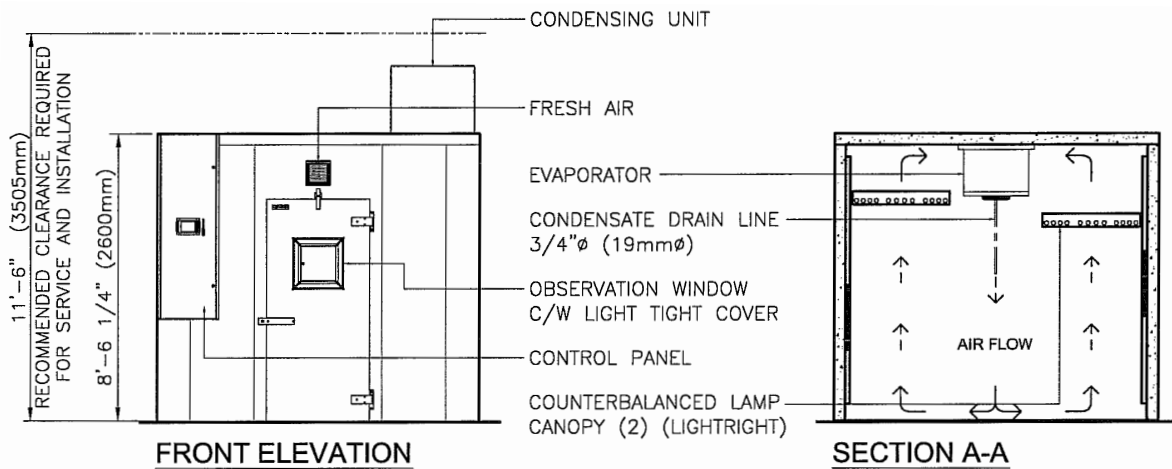 11'-6" (3505mm)
RECOMMENDED CLEARANCE REQUIRED
FOR SERVICE AND INSTALLATION
8'-6 1/4" (2600mm)
CONDENSING UNIT
FRESH AIR
EVAPORATOR
CONDENSATE DRAIN LINE
3/4"ø (19mmø)
OBSERVATION WINDOW
C/W LIGHT TIGHT COVER
CONTROL PANEL
COUNTERBALANCED LAMP
CANOPY (2) (LIGHTRIGHT)
AIR FLOW
FRONT ELEVATION
SECTION A-A